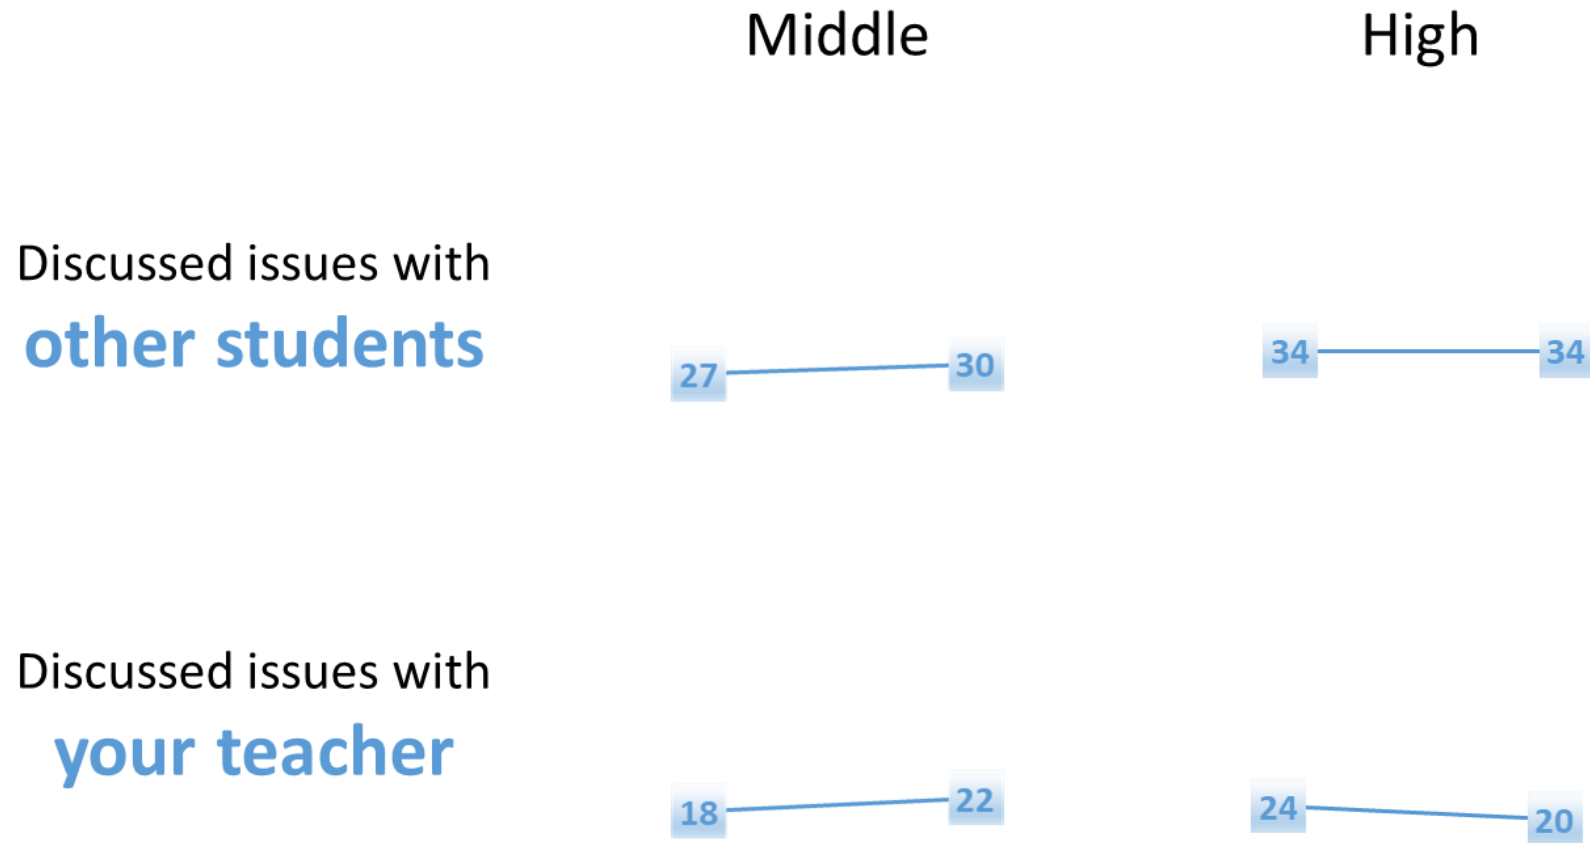 Middle High
Discussed issues with
other students
27 30 34 34
Discussed issues with
your teacher
18 22 24 20